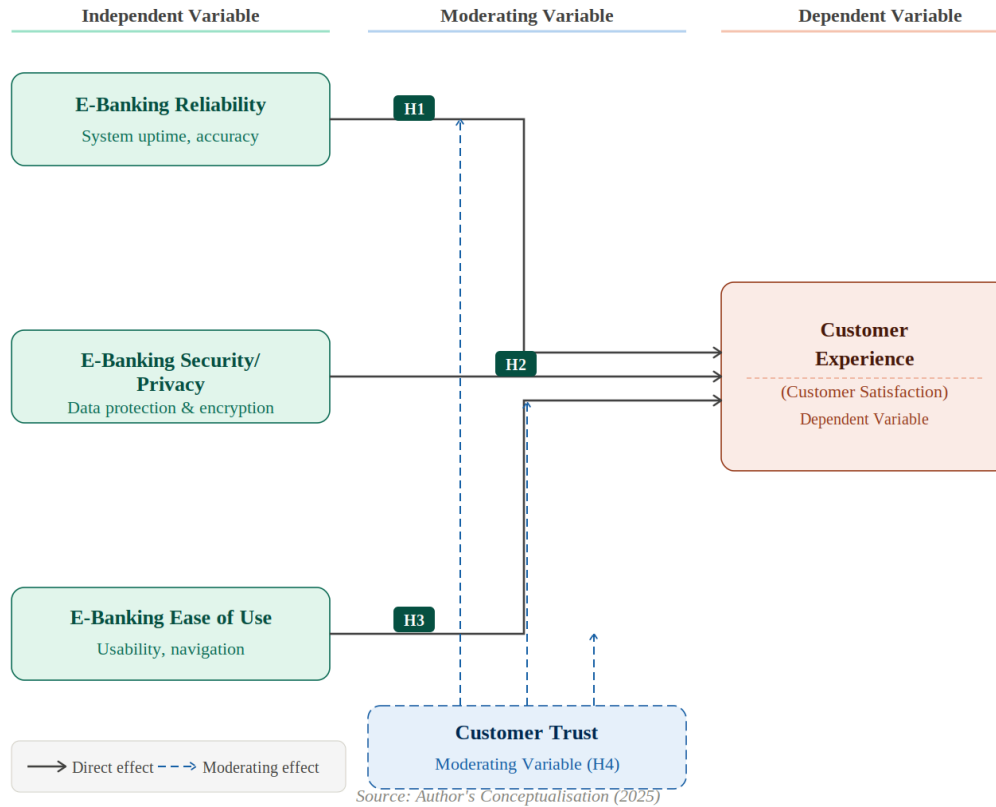 Independent Variable
Moderating Variable
Dependent Variable
E-Banking Reliability
System uptime, accuracy
H1
E-Banking Security/
Privacy
Data protection & encryption
H2
Customer
Experience
(Customer Satisfaction)
Dependent Variable
E-Banking Ease of Use
Usability, navigation
H3
Customer Trust
Moderating Variable (H4)
Direct effect
Moderating effect
Source: Author's Conceptualisation (2025)